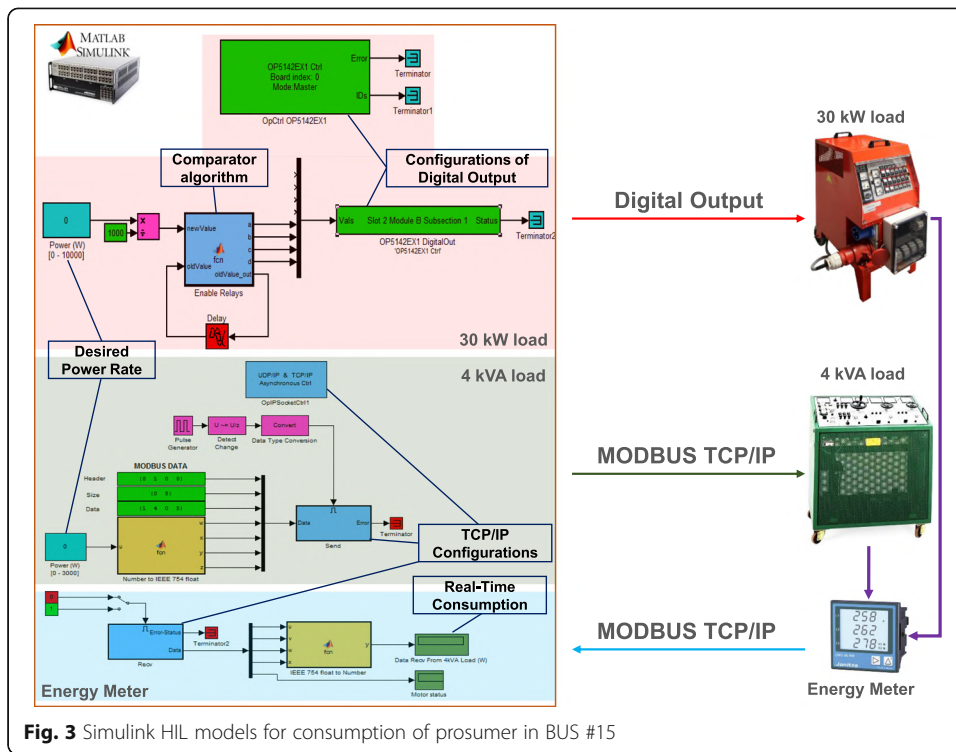 MATLAB
SIMULINK
OP5142EX1 Ctrl
Board index: 0
Mode Master
Error
IDs
Terminator
Terminator1
OpCtrl OP5142EX1
Comparator
algorithm
Configurations of
Digital Output
0
Power (W)
[0 - 10000]
1000
×
÷
newValue
oldValue
fcn
a
b
c
d
oldValue_out
Enable Relays
Delay
Vals
Slot 2 Module B Subsection 1
Status
OP5142EX1 DigitalOut
'OP5142EX1 Ctrl'
Terminator2
30 kW load
Desired
Power Rate
4 kVA load
UDP/IP & TCP/IP
Asynchronous Ctrl
OpIPSocketCtrl1
Pulse
Generator
U ~= U/z
Detect
Change
Convert
Data Type Conversion
MODBUS DATA
Header
Size
Data
0
Power (W)
[0 - 3000]
u
fcn
w
x
y
z
Number to IEEE 754 float
Data
Error
Send
Terminator
TCP/IP
Configurations
Real-Time
Consumption
0
1
Error-Status
Data
Recv
Terminator2
fcn
y
IEEE 754 float to Number
Data Recv From 4kVA Load (W)
Motor status
Energy Meter
30 kW load
Digital Output
4 kVA load
MODBUS TCP/IP
MODBUS TCP/IP
258
262
278
Janitza
Energy Meter
Fig. 3 Simulink HIL models for consumption of prosumer in BUS #15